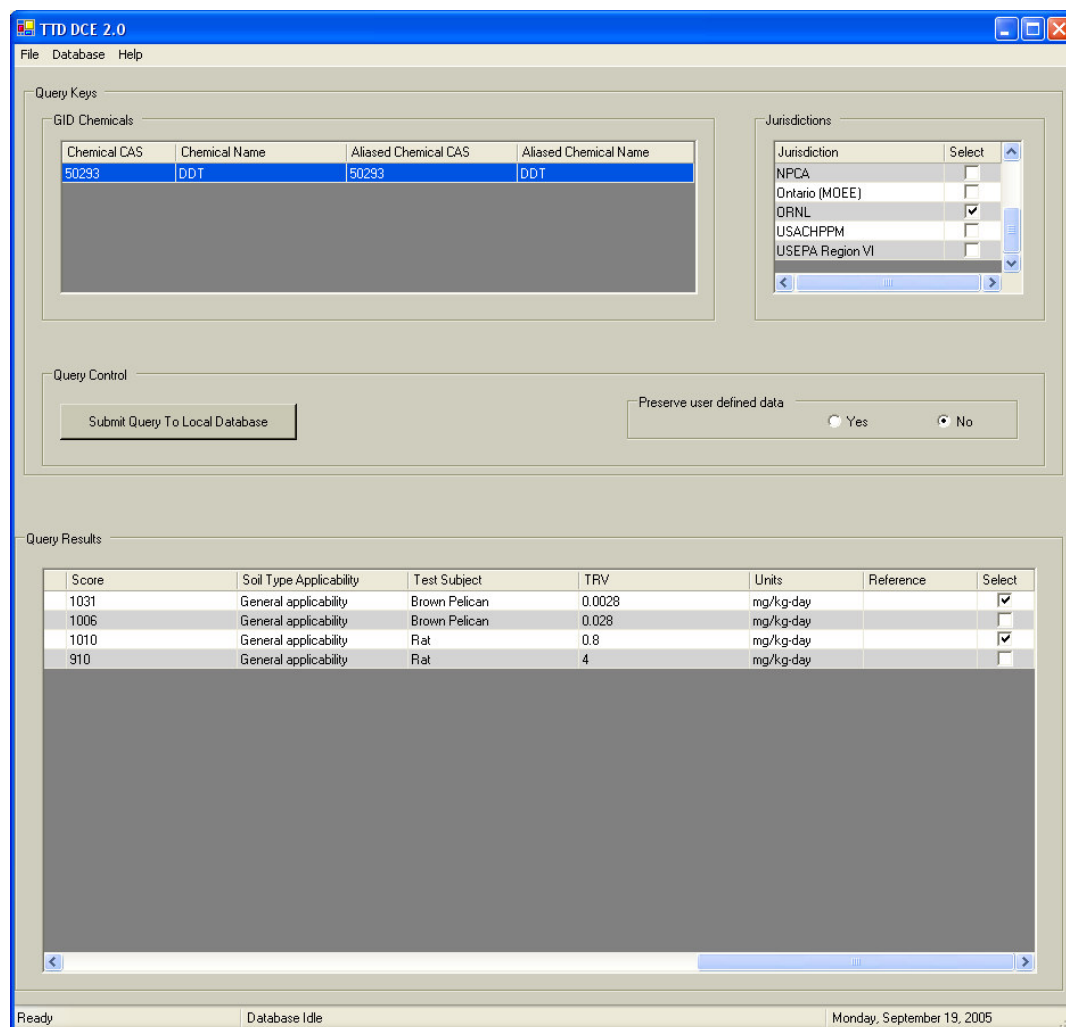 TTD DCE 2.0
File Database Help
Query Keys
GID Chemicals
Chemical CAS Chemical Name Aliased Chemical CAS Aliased Chemical Name
50293 DDT 50293 DDT
Jurisdictions
Jurisdiction Select
NPCA
Ontario (MOEE)
ORNL
USACHPPM
USEPA Region VI
Query Control
Submit Query To Local Database
Preserve user defined data
Yes No
Query Results
Score Soil Type Applicability Test Subject TRV Units Reference Select
1031 General applicability Brown Pelican 0.0028 mg/kg-day
1006 General applicability Brown Pelican 0.028 mg/kg-day
1010 General applicability Rat 0.8 mg/kg-day
910 General applicability Rat 4 mg/kg-day
Ready Database Idle Monday, September 19, 2005